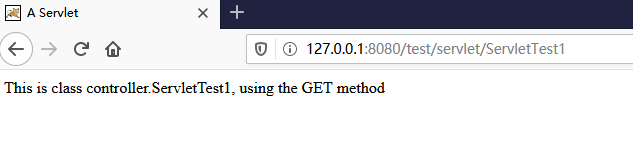 A Servlet
127.0.0.1:8080/test/servlet/ServletTest1
This is class controller.ServletTest1, using the GET method